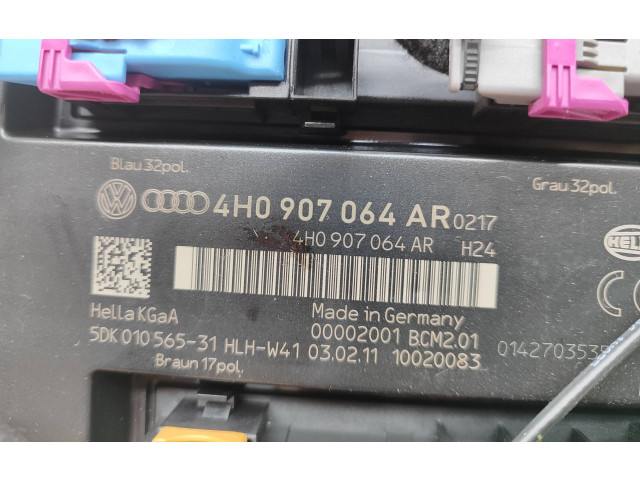 Blau 32pol.
Grau 32pol.
4H0 907 064 AR 0217
4H0 907 064 AR H24
HELLA
Hella KGaA
Made in Germany
00002001 BCM2.01
5DK 010 565-31 HLH-W41 03.02.11 10020083
Braun 17pol.